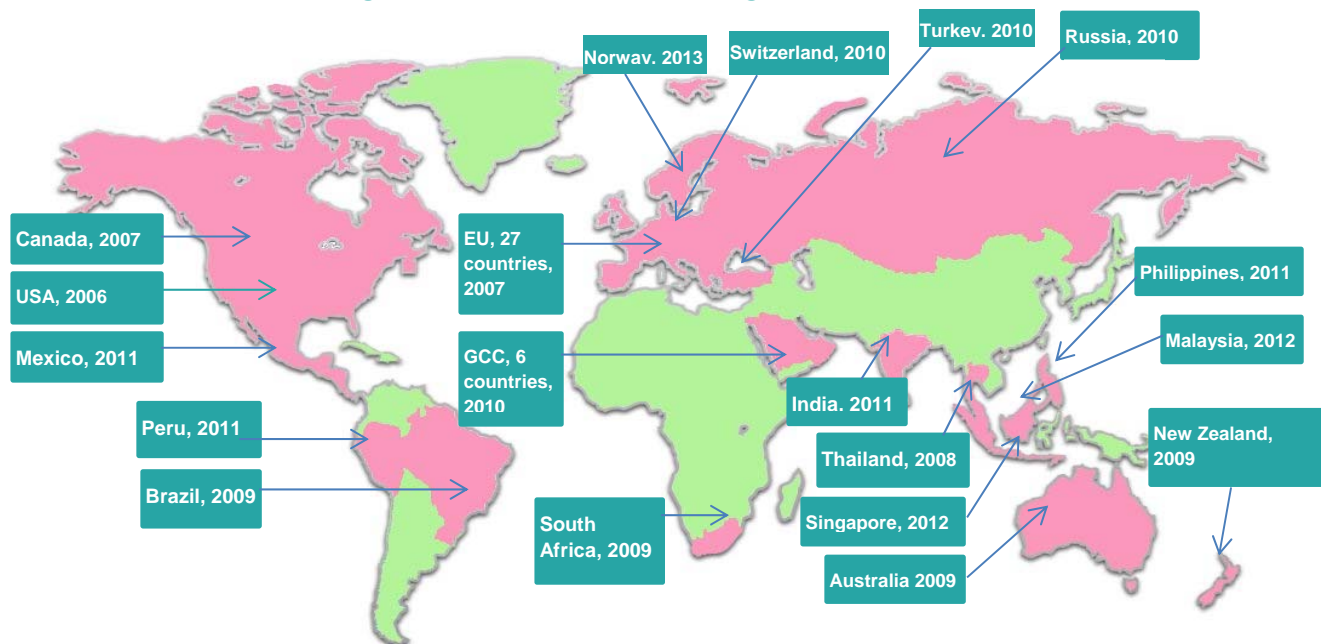 Norwav. 2013
Switzerland, 2010
Turkev. 2010
Russia, 2010
Canada, 2007
USA, 2006
Mexico, 2011
EU, 27
countries,
2007
GCC, 6
countries,
2010
Philippines, 2011
Malaysia, 2012
India. 2011
Peru, 2011
Brazil, 2009
Thailand, 2008
New Zealand,
2009
South
Africa, 2009
Singapore, 2012
Australia 2009